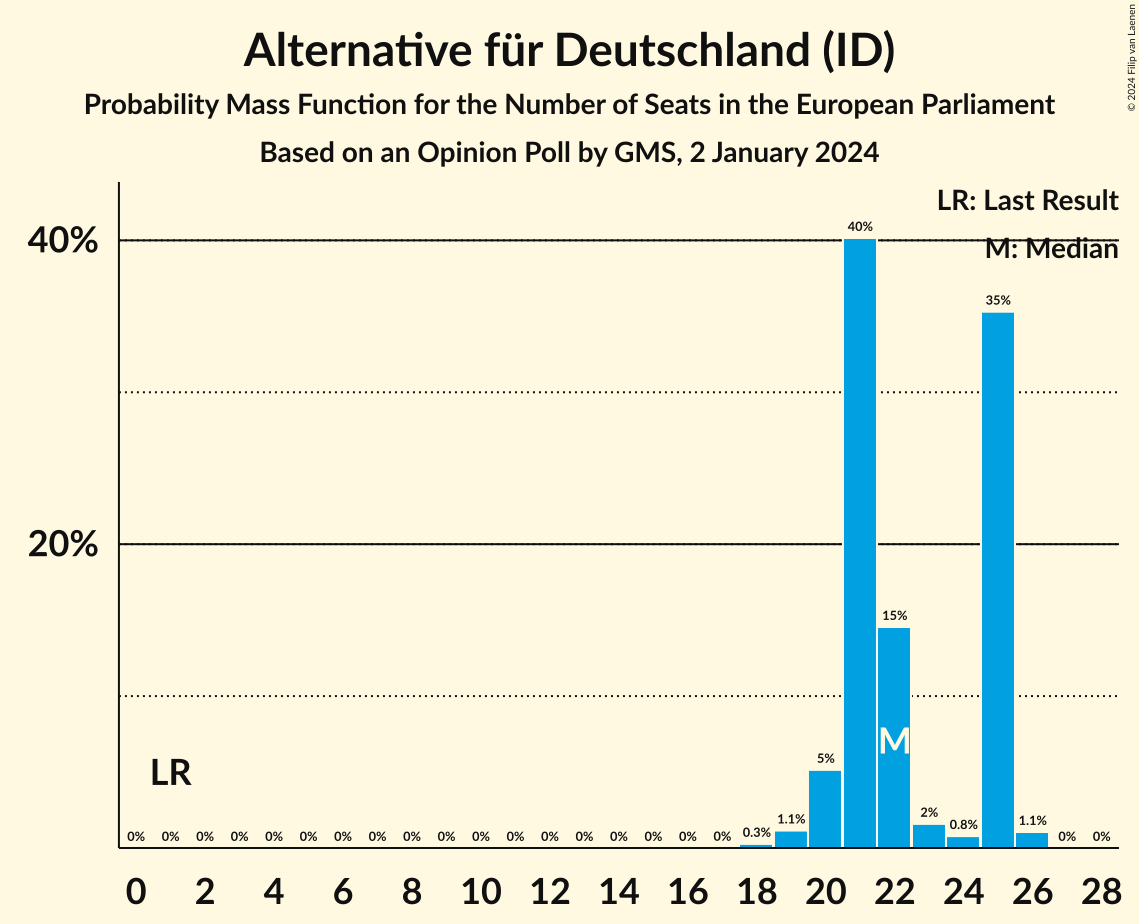 Alternative für Deutschland (ID)
Probability Mass Function for the Number of Seats in the European Parliament
Based on an Opinion Poll by GMS, 2 January 2024
© 2024 Filip van Laenen
LR: Last Result
M: Median
40%
20%
40%
35%
15%
M
5%
LR
0% 0% 0% 0% 0% 0% 0% 0% 0% 0% 0% 0% 0% 0% 0% 0% 0% 0% 0.3% 1.1% 2% 0.8% 1.1% 0% 0%
0 2 4 6 8 10 12 14 16 18 20 22 24 26 28